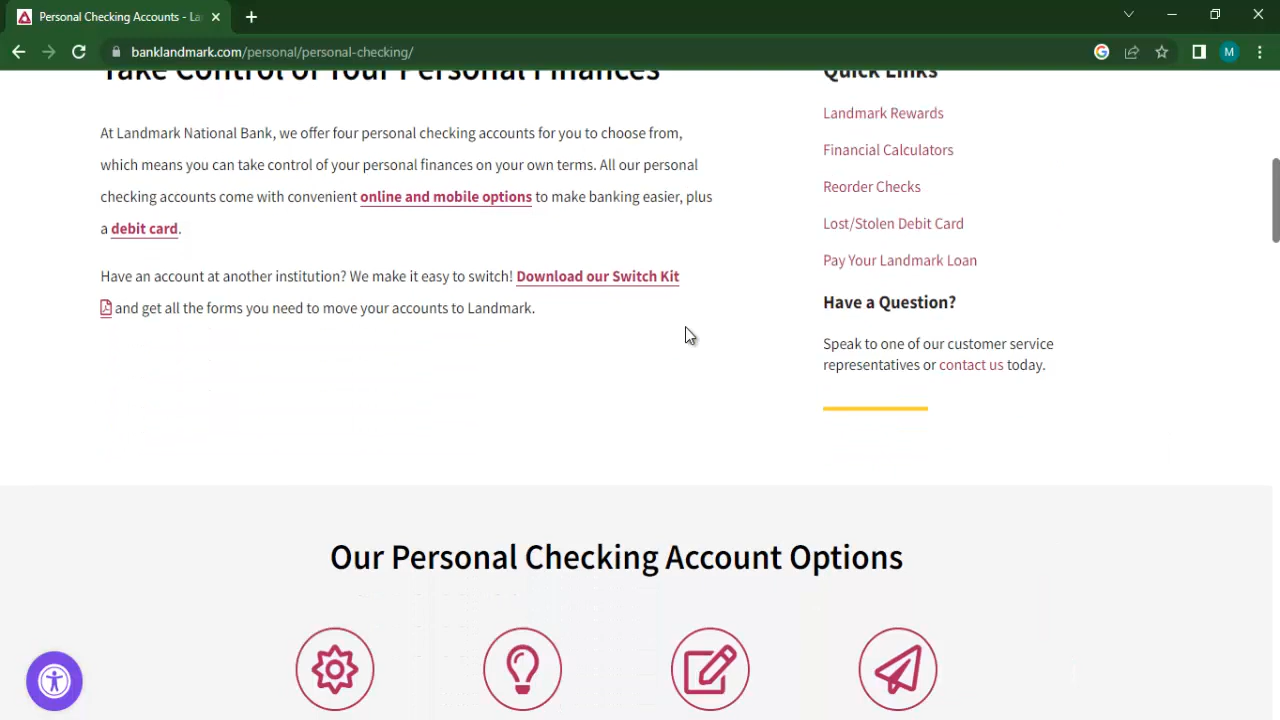 Personal Checking Accounts - La
banklandmark.com/personal/personal-checking/
M
Take Control of Your Personal Finances
At Landmark National Bank, we offer four personal checking accounts for you to choose from,
which means you can take control of your personal finances on your own terms. All our personal
checking accounts come with convenient online and mobile options to make banking easier, plus
a debit card.
Have an account at another institution? We make it easy to switch! Download our Switch Kit
and get all the forms you need to move your accounts to Landmark.
Quick Links
Landmark Rewards
Financial Calculators
Reorder Checks
Lost/Stolen Debit Card
Pay Your Landmark Loan
Have a Question?
Speak to one of our customer service
representatives or contact us today.
Our Personal Checking Account Options